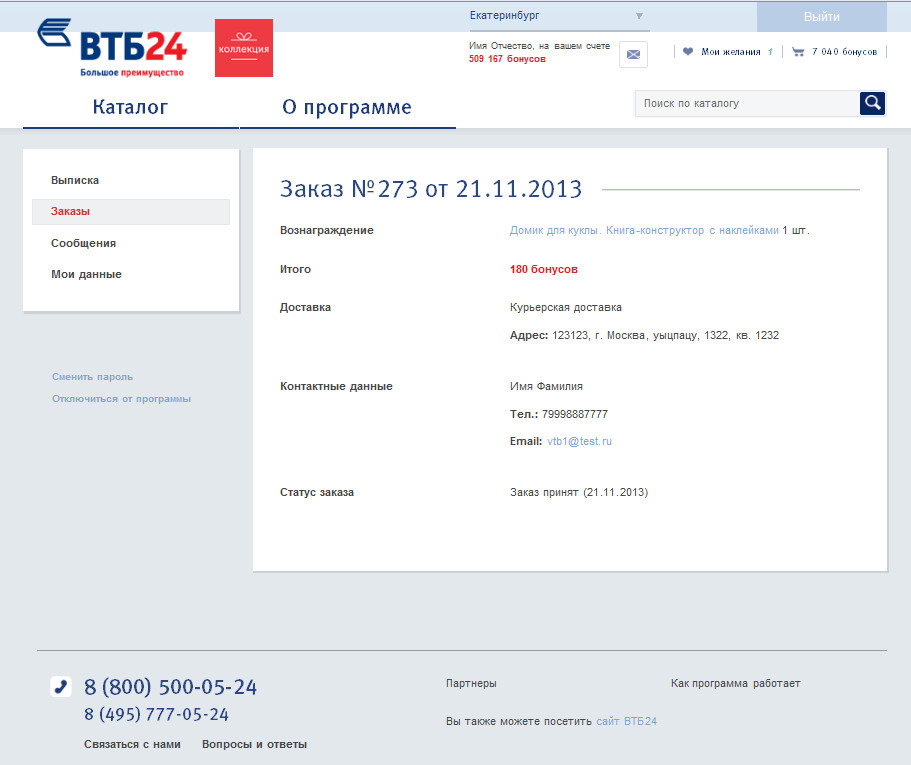 Екатеринбург
Выйти
ВТБ24
Большое преимущество
коллекция
Имя Отчество, на вашем счете
509 167 бонусов
Мои желания 1
7 040 бонусов
Каталог
О программе
Поиск по каталогу
Выписка
Заказы
Сообщения
Мои данные
Сменить пароль
Отключиться от программы
Заказ №273 от 21.11.2013
Вознаграждение Домик для куклы. Книга-конструктор с наклейками 1 шт.
Итого 180 бонусов
Доставка Курьерская доставка
Адрес: 123123, г. Москва, уыцпацу, 1322, кв. 1232
Контактные данные Имя Фамилия
Тел.: 79998887777
Email: vtb1@test.ru
Статус заказа Заказ принят (21.11.2013)
8 (800) 500-05-24
8 (495) 777-05-24
Связаться с нами Вопросы и ответы
Партнеры
Как программа работает
Вы также можете посетить сайт ВТБ24